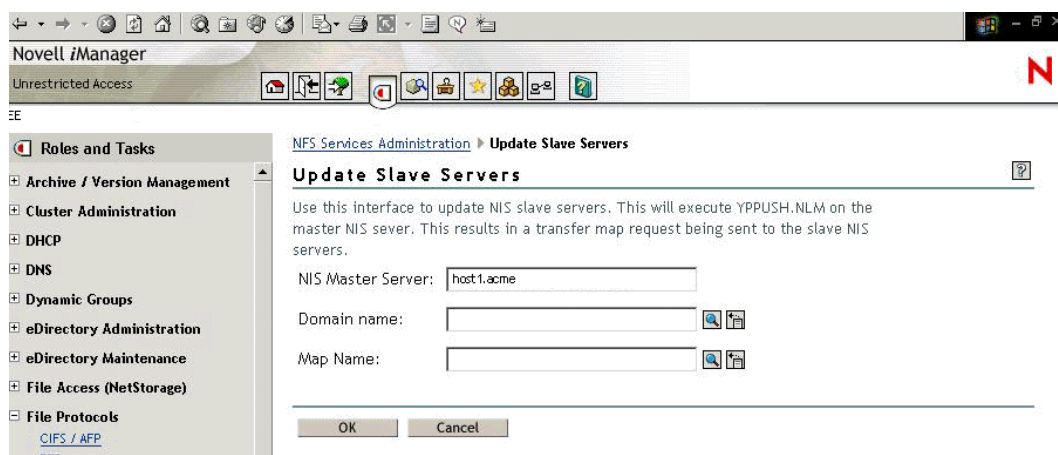 Novell iManager
Unrestricted Access
N
EE
Roles and Tasks
Archive / Version Management
Cluster Administration
DHCP
DNS
Dynamic Groups
eDirectory Administration
eDirectory Maintenance
File Access (NetStorage)
File Protocols
CIFS / AFP
NFS Services Administration Update Slave Servers
Update Slave Servers
?
Use this interface to update NIS slave servers. This will execute YPPUSH.NLM on the
master NIS sever. This results in a transfer map request being sent to the slave NIS
servers.
NIS Master Server: host1.acme
Domain name:
Map Name:
OK Cancel